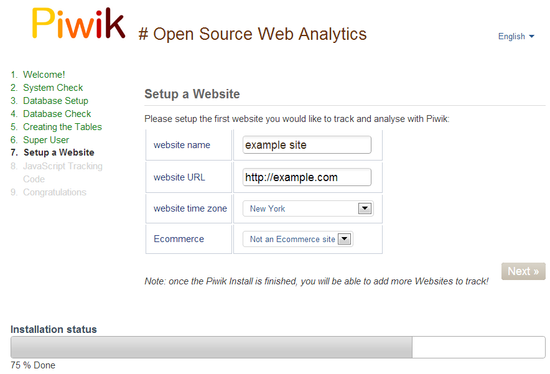 Piwik # Open Source Web Analytics
English
1. Welcome!
2. System Check
3. Database Setup
4. Database Check
5. Creating the Tables
6. Super User
7. Setup a Website
8. JavaScript Tracking
Code
9. Congratulations
Setup a Website
Please setup the first website you would like to track and analyse with Piwik:
website name example site
website URL http://example.com
website time zone New York
Ecommerce Not an Ecommerce site
Next »
Note: once the Piwik Install is finished, you will be able to add more Websites to track!
Installation status
75 % Done